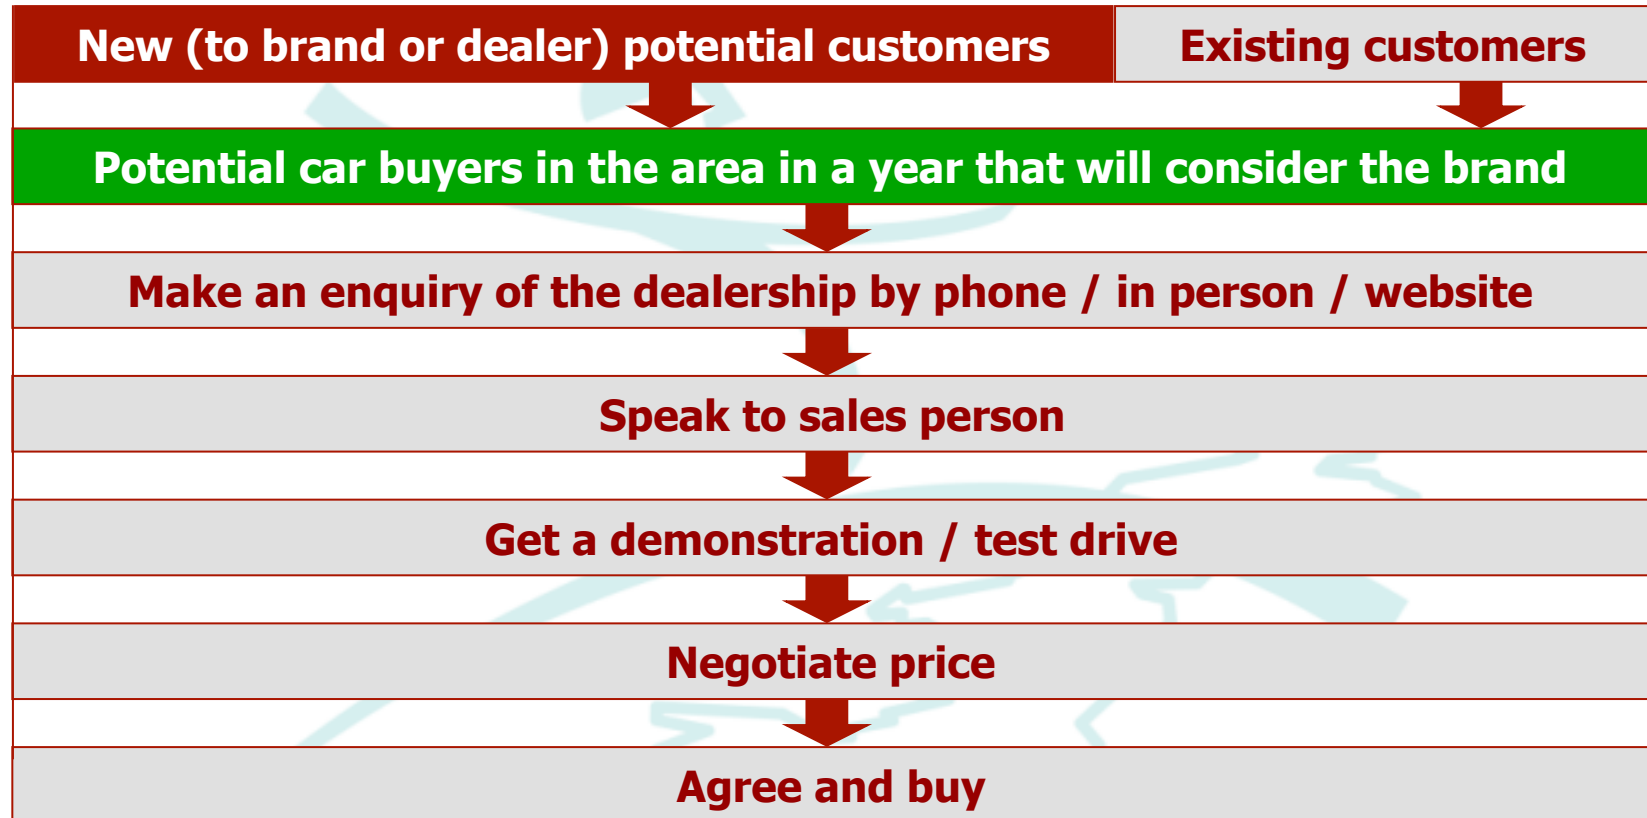 New (to brand or dealer) potential customers
Existing customers
Potential car buyers in the area in a year that will consider the brand
Make an enquiry of the dealership by phone / in person / website
Speak to sales person
Get a demonstration / test drive
Negotiate price
Agree and buy